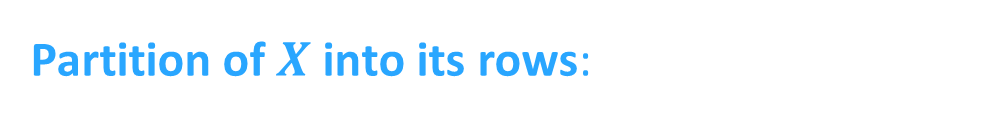 Partition of X into its rows: